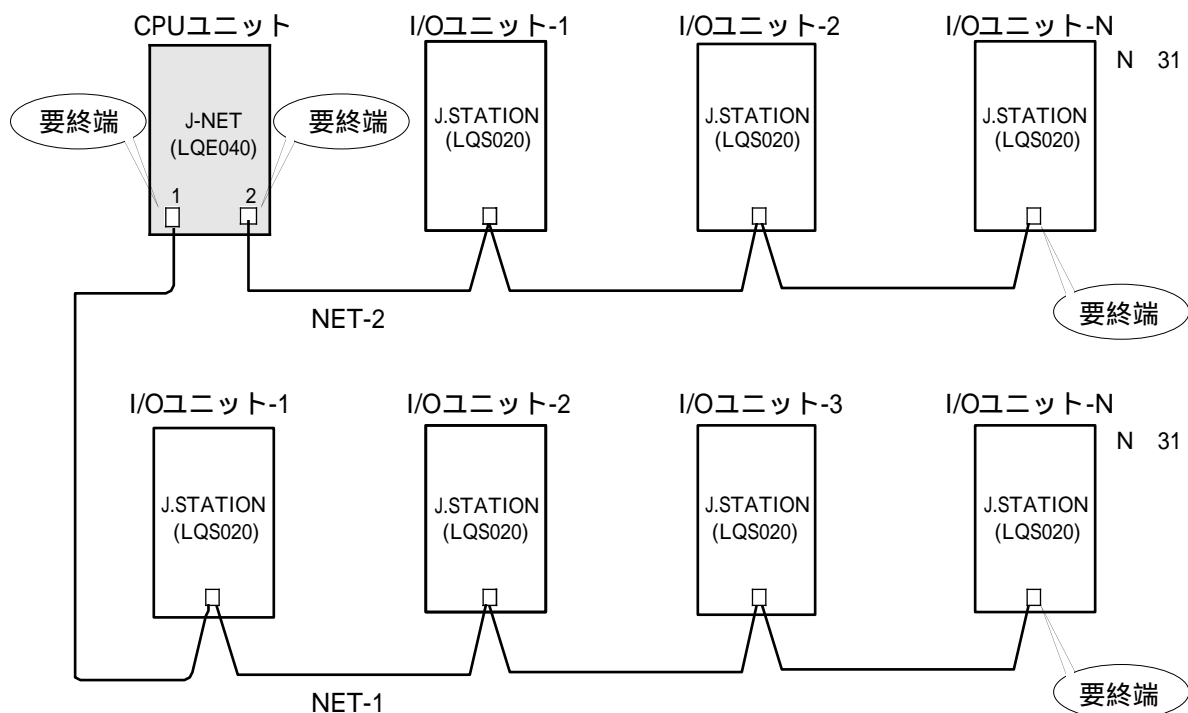 CPUユニット
I/Oユニット-1
I/Oユニット-2
I/Oユニット-N
N 31
要終端
J-NET
(LQE040)
要終端
1
2
J.STATION
(LQS020)
J.STATION
(LQS020)
J.STATION
(LQS020)
要終端
NET-2
I/Oユニット-1
I/Oユニット-2
I/Oユニット-3
I/Oユニット-N
N 31
J.STATION
(LQS020)
J.STATION
(LQS020)
J.STATION
(LQS020)
J.STATION
(LQS020)
要終端
NET-1